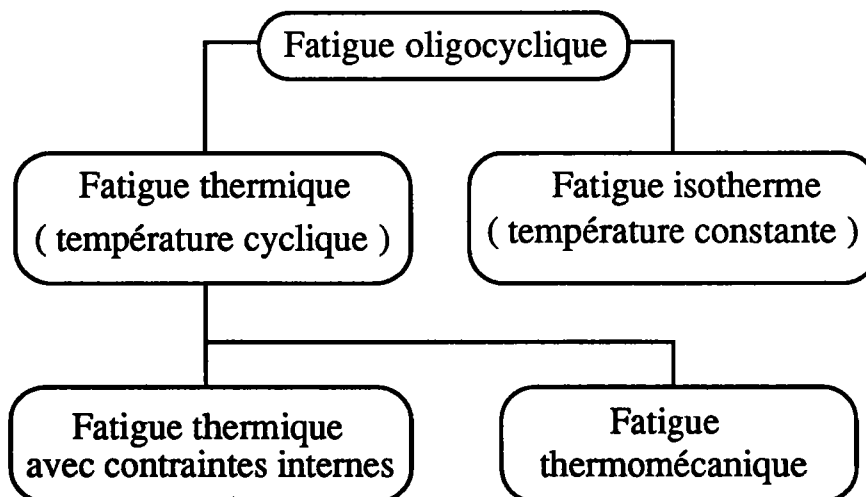 Fatigue oligocyclique
Fatigue thermique
( température cyclique )
Fatigue isotherme
( température constante )
Fatigue thermique
avec contraintes internes
Fatigue
thermomécanique